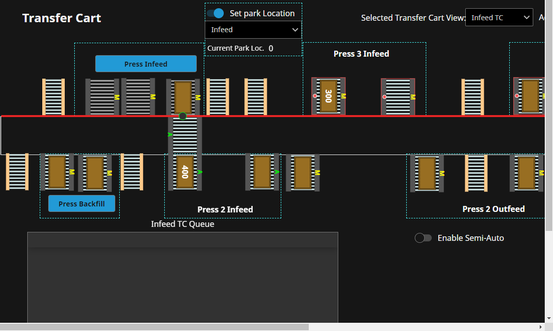 Transfer Cart
Set park Location
Selected Transfer Cart View:
Infeed TC
Infeed
Current Park Loc. 0
Press Infeed
Press 3 Infeed
300
400
Press Backfill
Press 2 Infeed
Press 2 Outfeed
Infeed TC Queue
Enable Semi-Auto